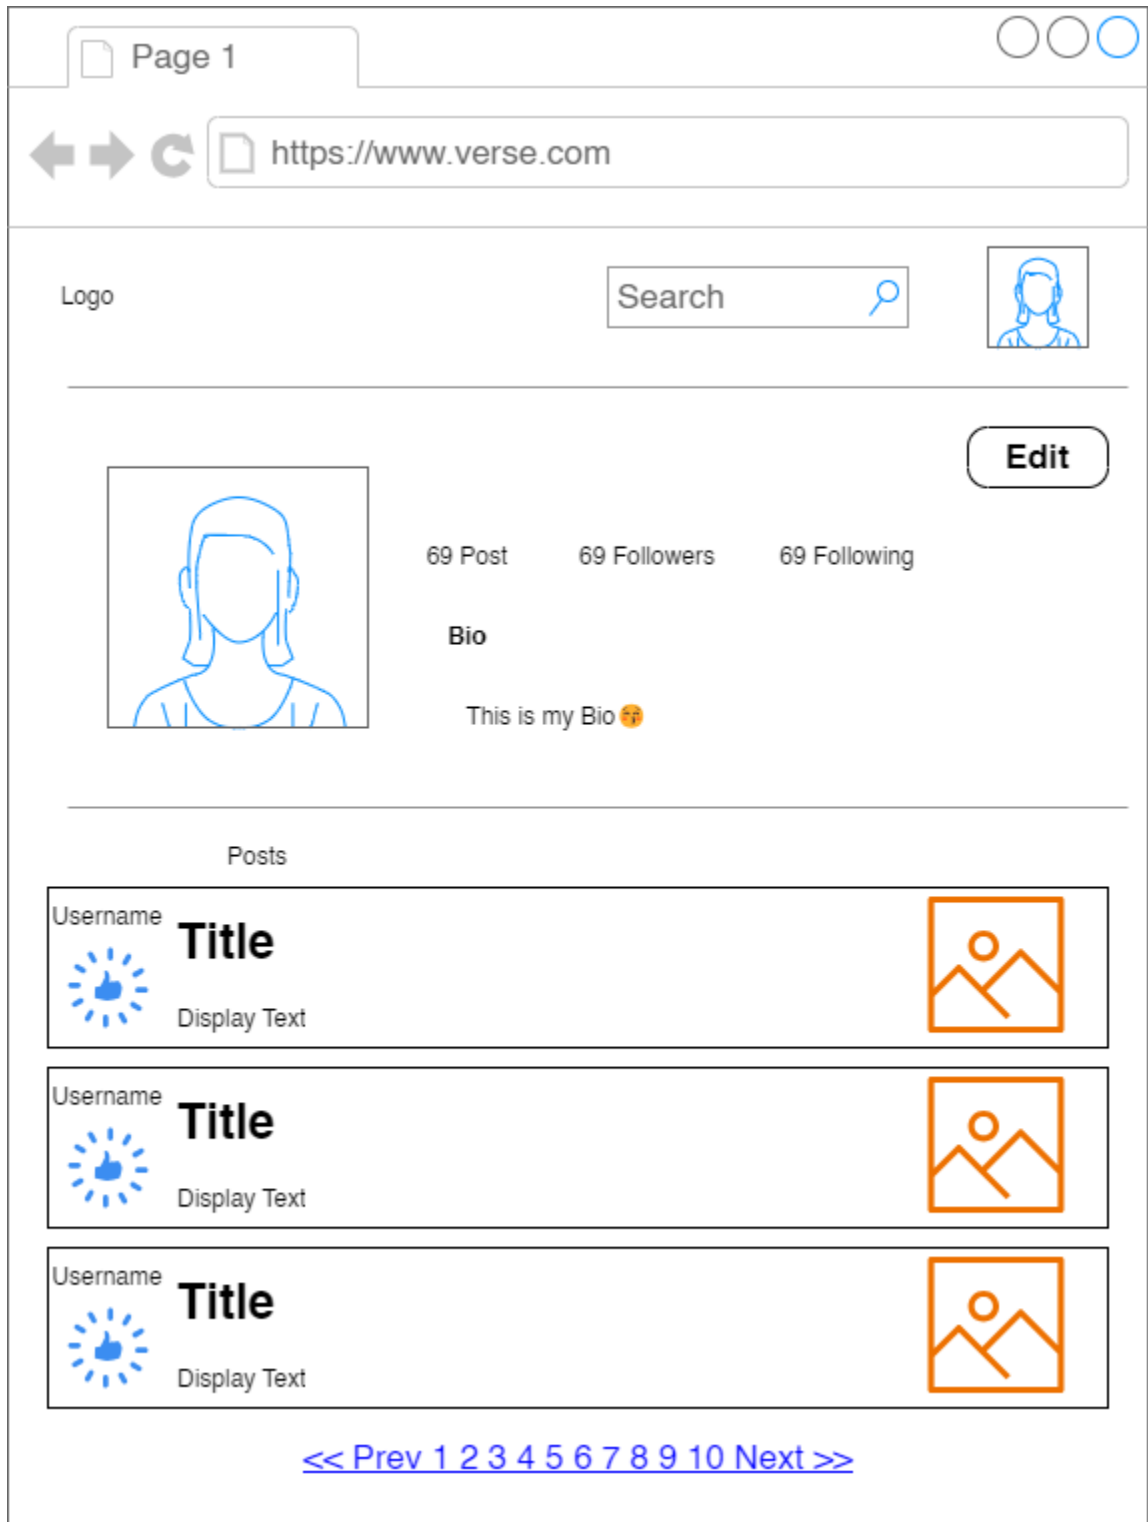 Page 1
https://www.verse.com
Logo
Search
Edit
69 Post
69 Followers
69 Following
Bio
This is my Bio😚
Posts
Username
Title
Display Text
Username
Title
Display Text
Username
Title
Display Text
<< Prev 1 2 3 4 5 6 7 8 9 10 Next >>